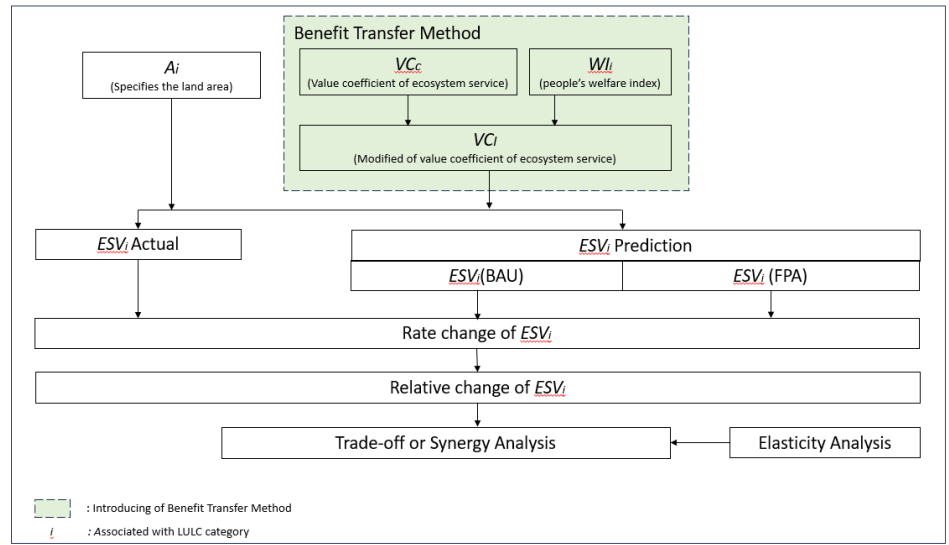 Benefit Transfer Method
Ai
(Specifies the land area)
VCc
(Value coefficient of ecosystem service)
WIi
(people's welfare index)
VCI
(Modified of value coefficient of ecosystem service)
ESVi Actual
ESVi Prediction
ESVi(BAU)
ESVi (FPA)
Rate change of ESVi
Relative change of ESVi
Trade-off or Synergy Analysis
Elasticity Analysis
: Introducing of Benefit Transfer Method
i : Associated with LULC category